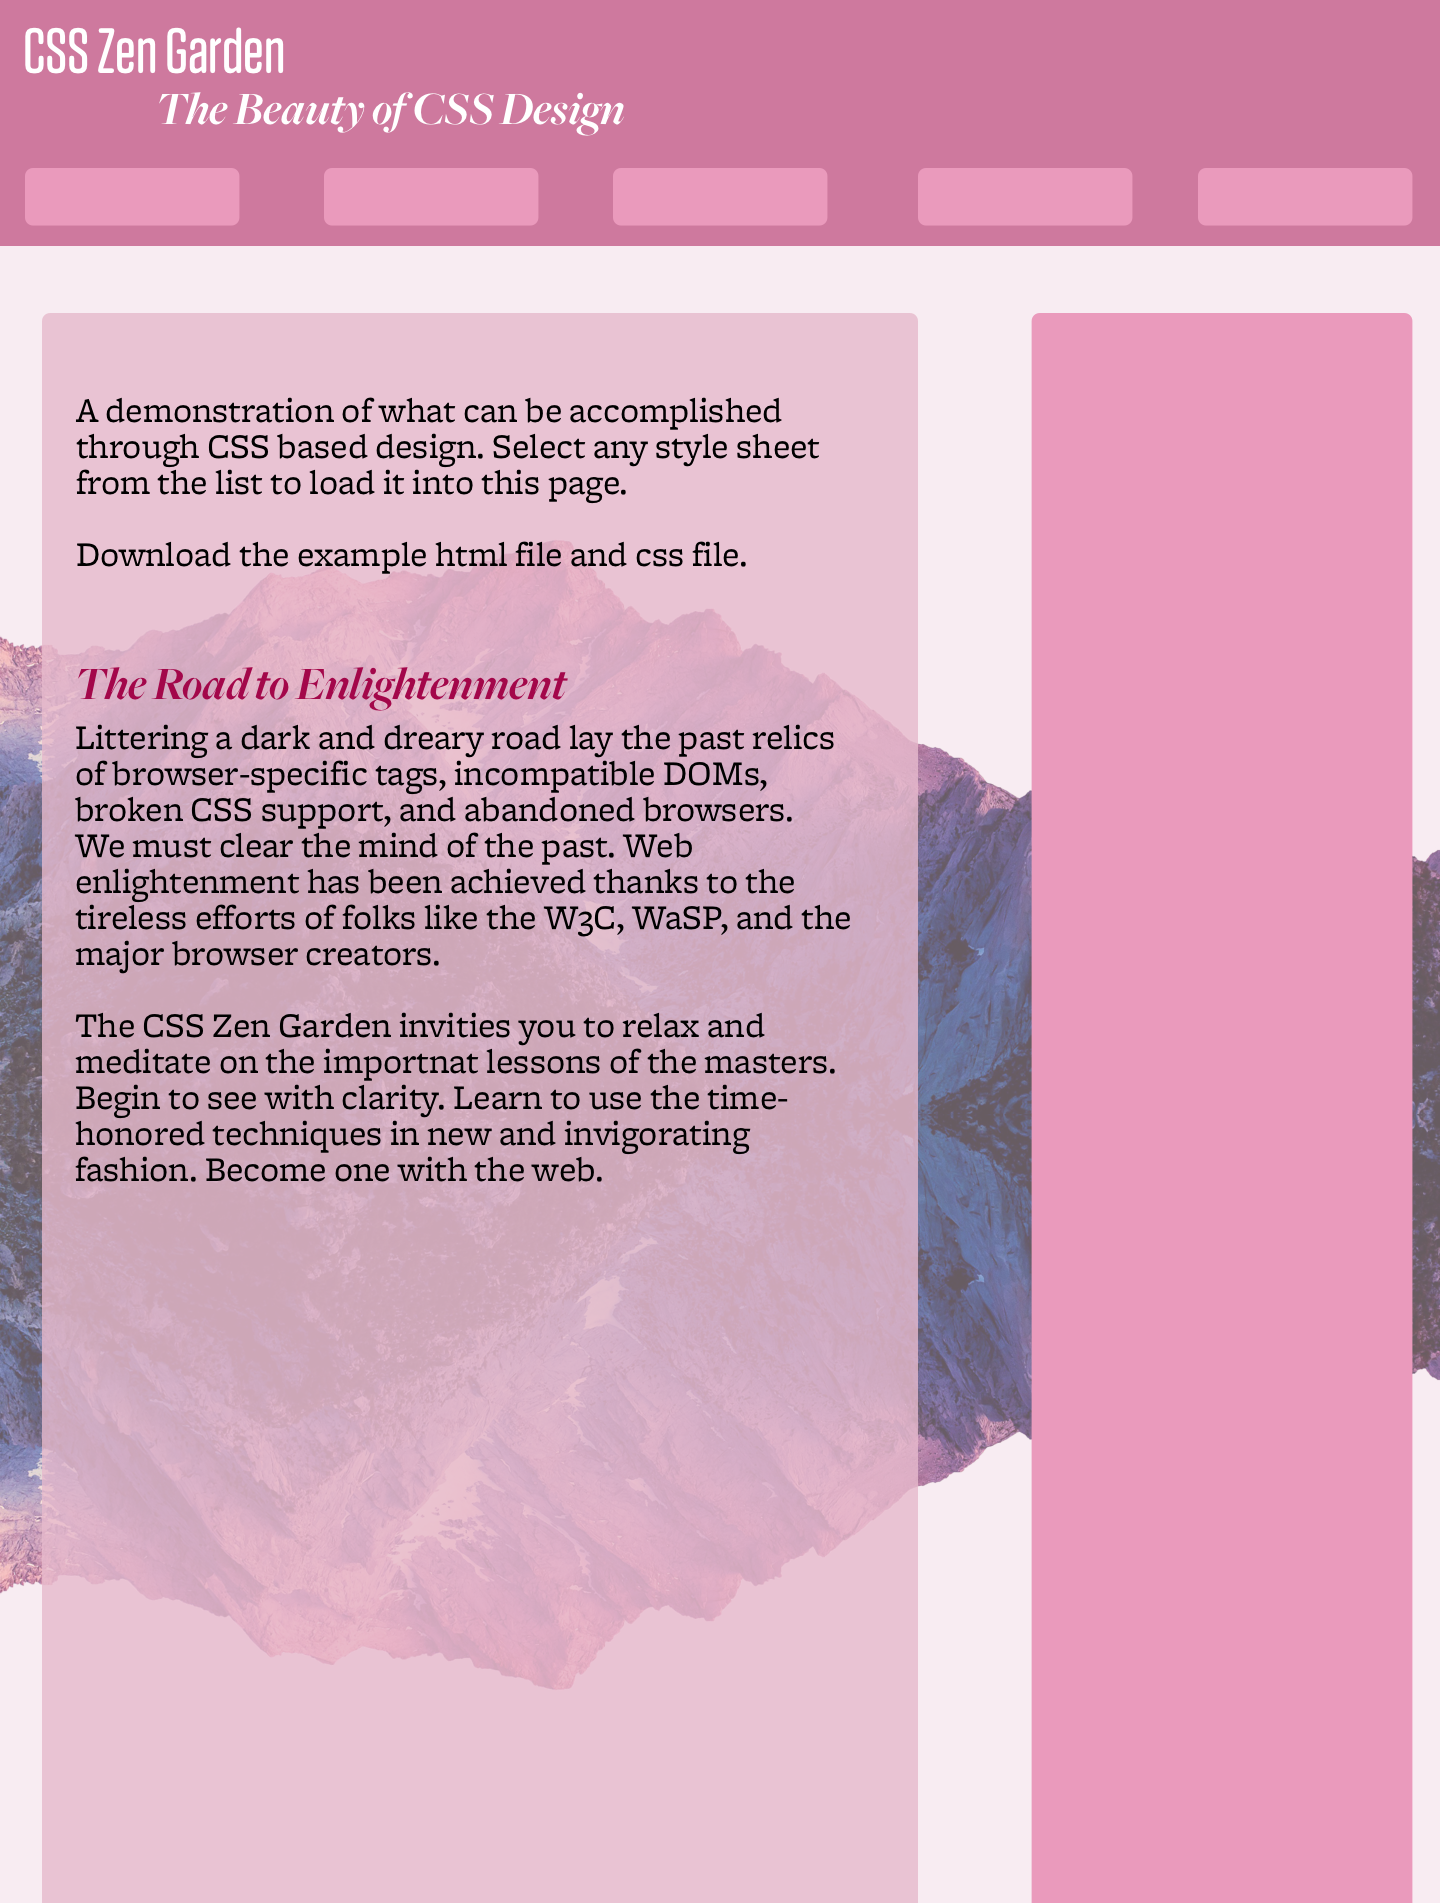 CSS Zen Garden
The Beauty of CSS Design
A demonstration of what can be accomplished
through CSS based design. Select any style sheet
from the list to load it into this page.
Download the example html file and css file.
The Road to Enlightenment
Littering a dark and dreary road lay the past relics
of browser-specific tags, incompatible DOMs,
broken CSS support, and abandoned browsers.
We must clear the mind of the past. Web
enlightenment has been achieved thanks to the
tireless efforts of folks like the W3C, WaSP, and the
major browser creators.
The CSS Zen Garden invities you to relax and
meditate on the importnat lessons of the masters.
Begin to see with clarity. Learn to use the time-
honored techniques in new and invigorating
fashion. Become one with the web.